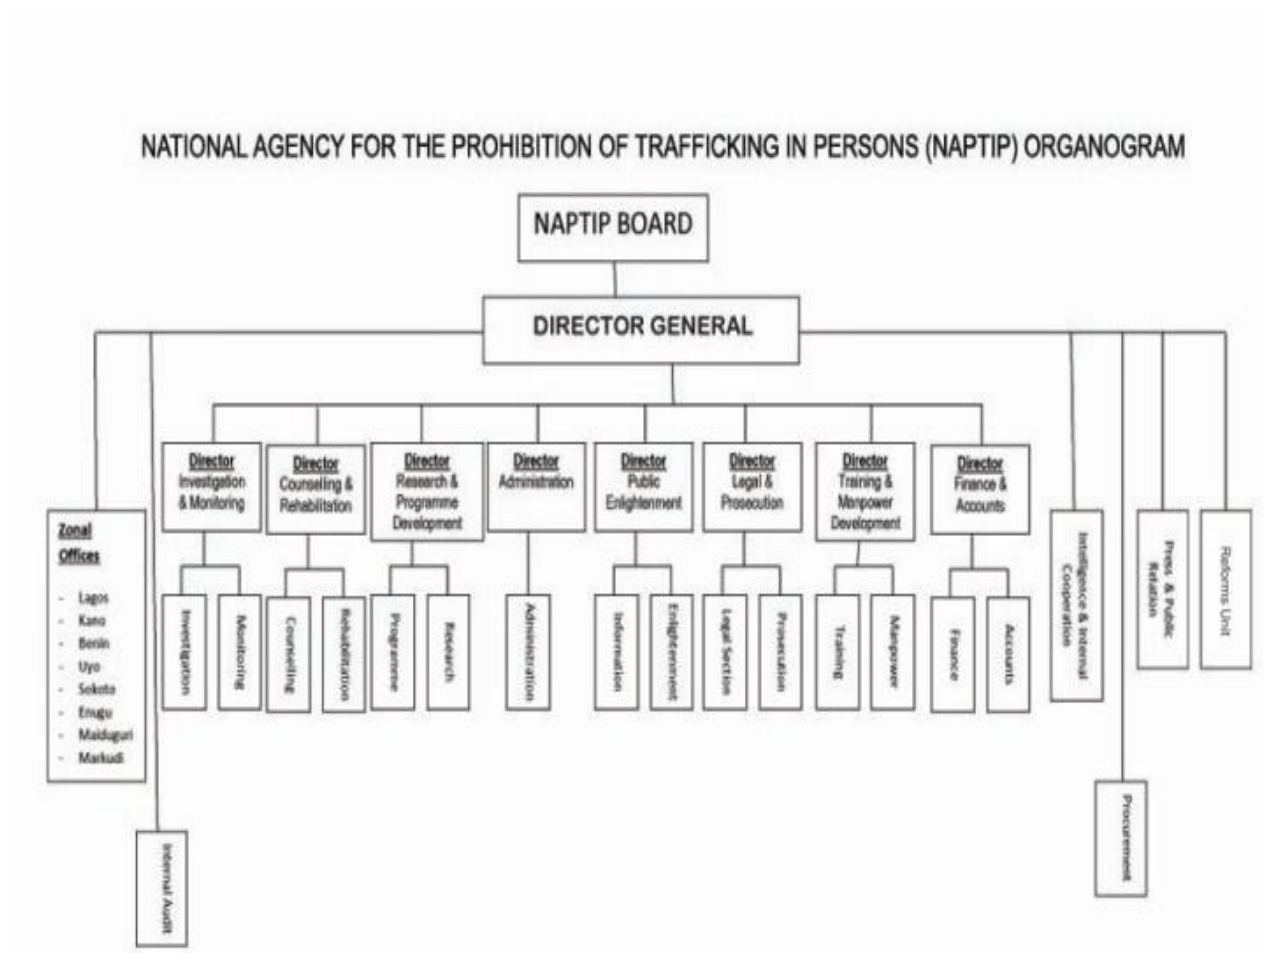 NATIONAL AGENCY FOR THE PROHIBITION OF TRAFFICKING IN PERSONS (NAPTIP) ORGANOGRAM
NAPTIP BOARD
DIRECTOR GENERAL
Director
Investigation
& Monitoring
Director
Counselling &
Rehabilitation
Director
Research &
Programme
Development
Director
Administration
Director
Public
Enlightenment
Director
Legal &
Prosecution
Director
Training &
Manpower
Development
Director
Finance &
Accounts
Zonal
Offices
- Lagos
- Kano
- Benin
- Uyo
- Sokoto
- Enugu
- Maiduguri
- Markudi
Investigation
Monitoring
Counselling
Rehabilitation
Programme
Research
Administration
Information
Enlightenment
Legal Section
Prosecution
Training
Manpower
Finance
Accounts
Intelligence & Internal
Cooperation
Press & Public
Relation
Reforms Unit
Procurement
Internal Audit